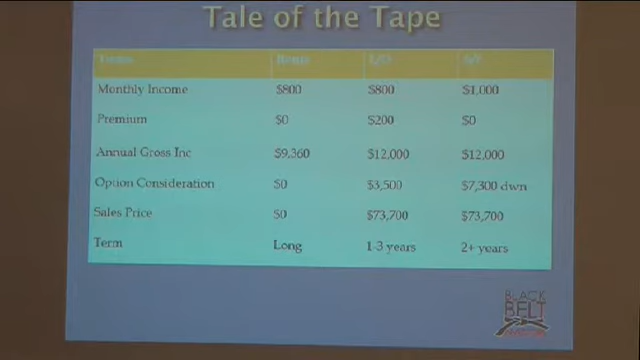 Tale of the Tape
Terms Rents L/O
Monthly Income $800 $800 $1,000
Premium $0 $200 $0
Annual Gross Inc $9,360 $12,000 $12,000
Option Consideration $0 $3,500 $7,300 dwn
Sales Price $0 $73,700 $73,700
Term Long 1-3 years 2+ years
BLACK
BELT